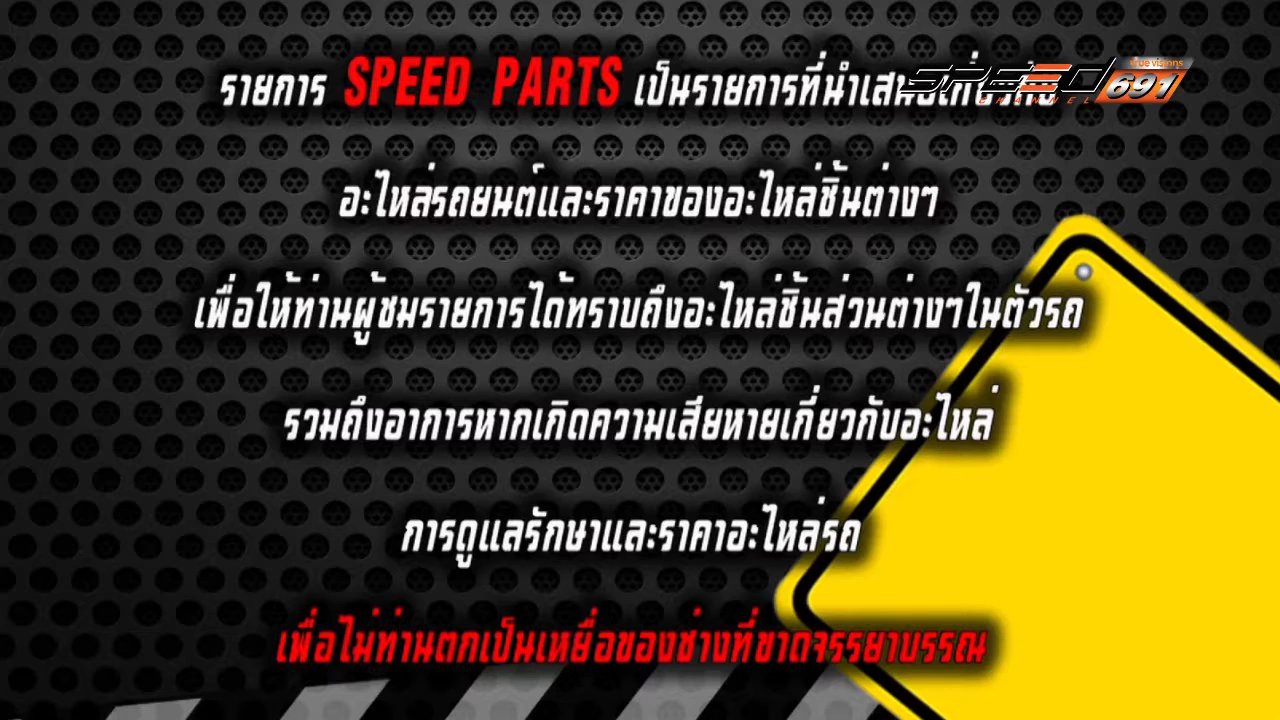 รายการ SPEED PARTS เป็นรายการที่นำเสนอเกี่ยวกับ
SPEED
CHANNEL
true visions
691
อะไหล่รถยนต์และราคาของอะไหล่ชิ้นต่างๆ
เพื่อให้ท่านผู้ชมรายการได้ทราบถึงอะไหล่ชิ้นส่วนต่างๆในตัวรถ
รวมถึงอาการหากเกิดความเสียหายเกี่ยวกับอะไหล่
การดูแลรักษาและราคาอะไหล่รถ
เพื่อไม่ท่านตกเป็นเหยื่อของช่างที่ขาดจรรยาบรรณ